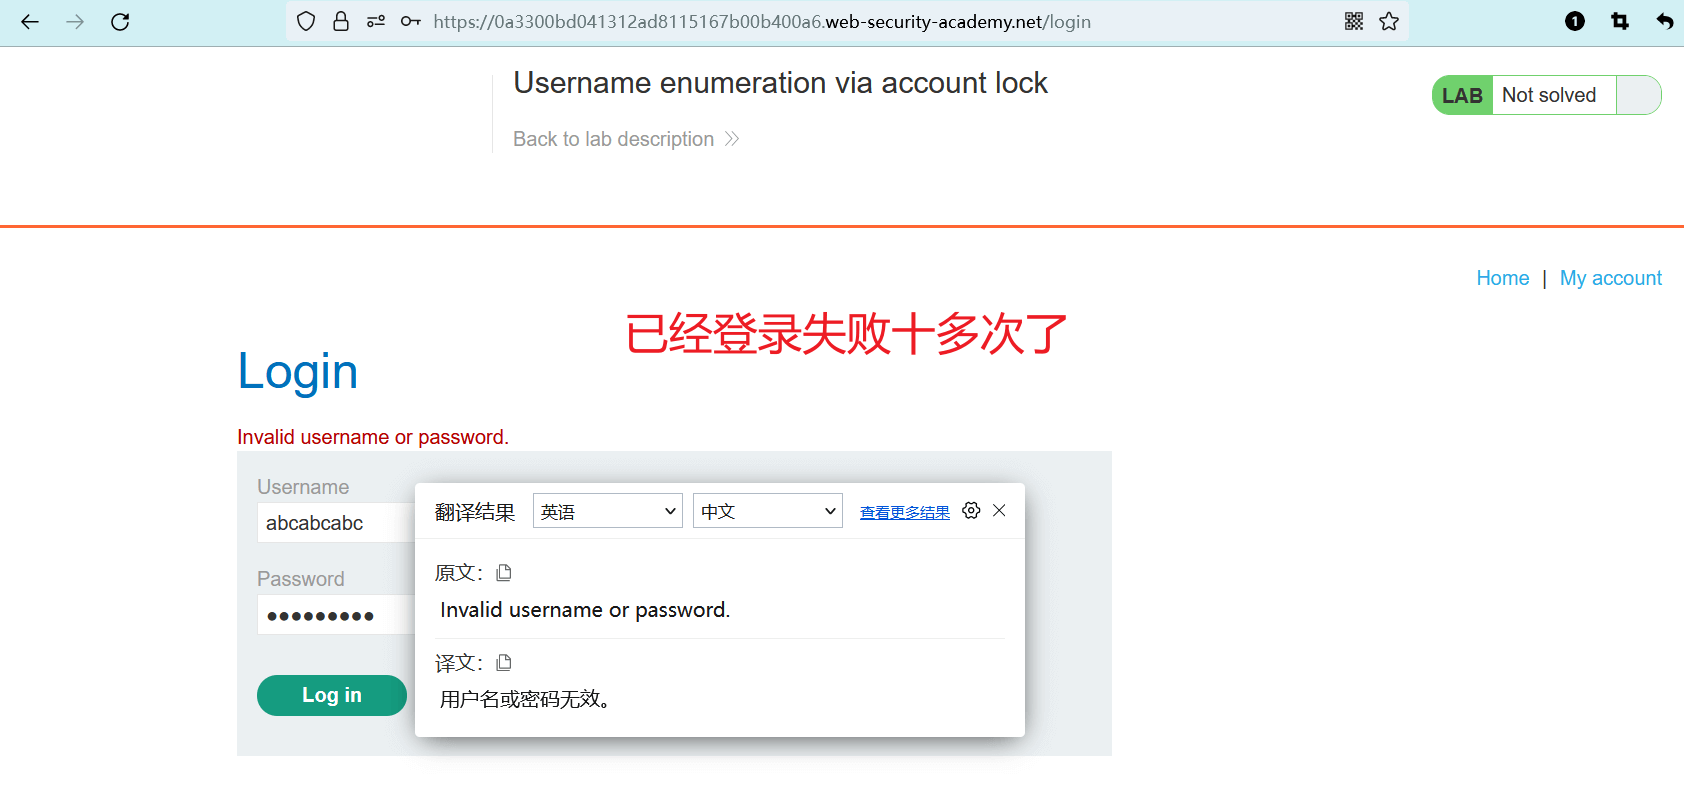 https://0a3300bd041312ad8115167b00b400a6.web-security-academy.net/login
1
Username enumeration via account lock
LAB Not solved
Back to lab description
Home | My account
已经登录失败十多次了
Login
Invalid username or password.
Username
abcabcabc
Password
Log in
翻译结果 英语 中文 查看更多结果
原文：
Invalid username or password.
译文：
用户名或密码无效。